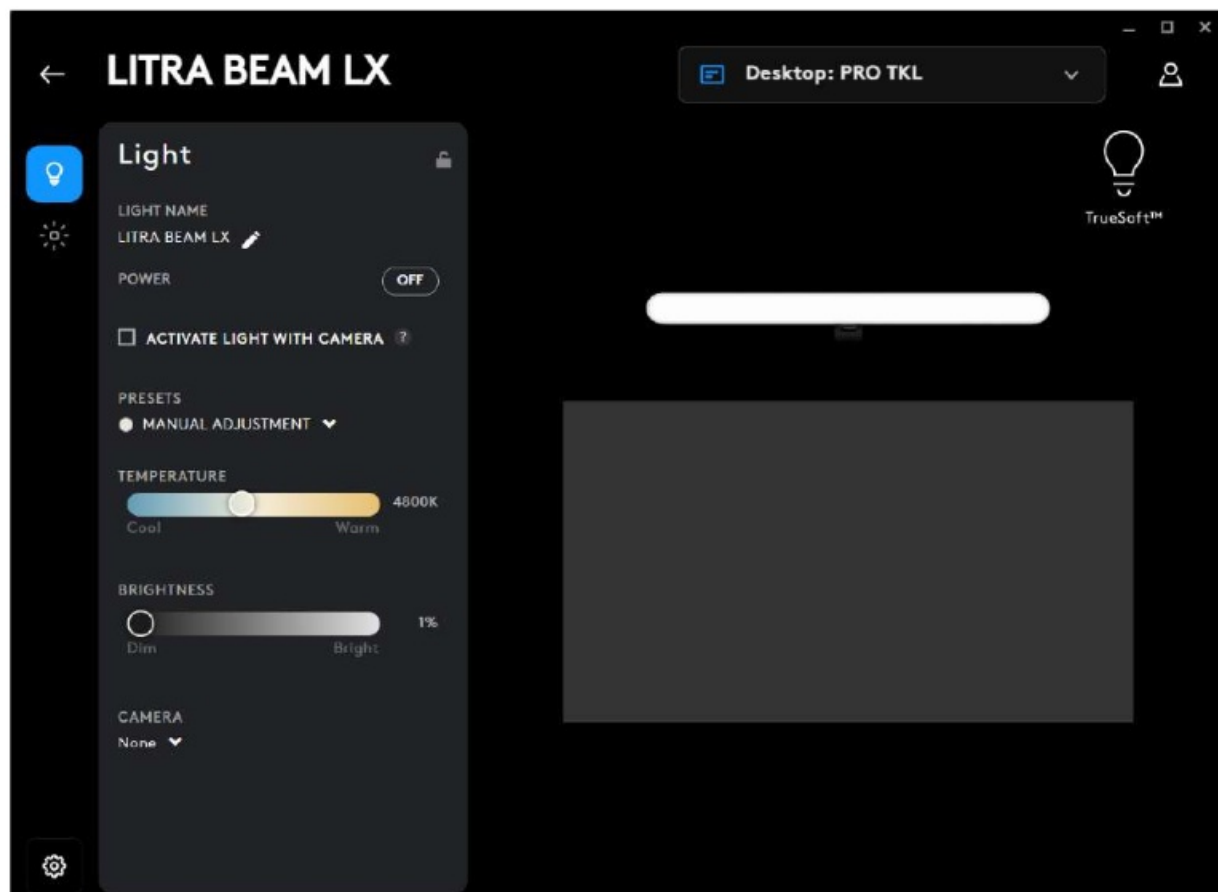 LITRA BEAM LX
Desktop: PRO TKL
Light
LIGHT NAME
LITRA BEAM LX
POWER
OFF
ACTIVATE LIGHT WITH CAMERA ?
PRESETS
MANUAL ADJUSTMENT
TEMPERATURE
4800K
Cool Warm
BRIGHTNESS
1%
Dim Bright
CAMERA
None
TrueSoft™